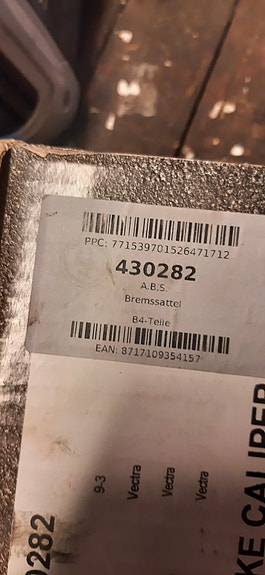 PPC: 771539701526471712
430282
A.B.S.
Bremssattel
B4-Teile
EAN: 8717109354157
9-3
Vectra
Vectra
Vectra
0282
KE CALIPER